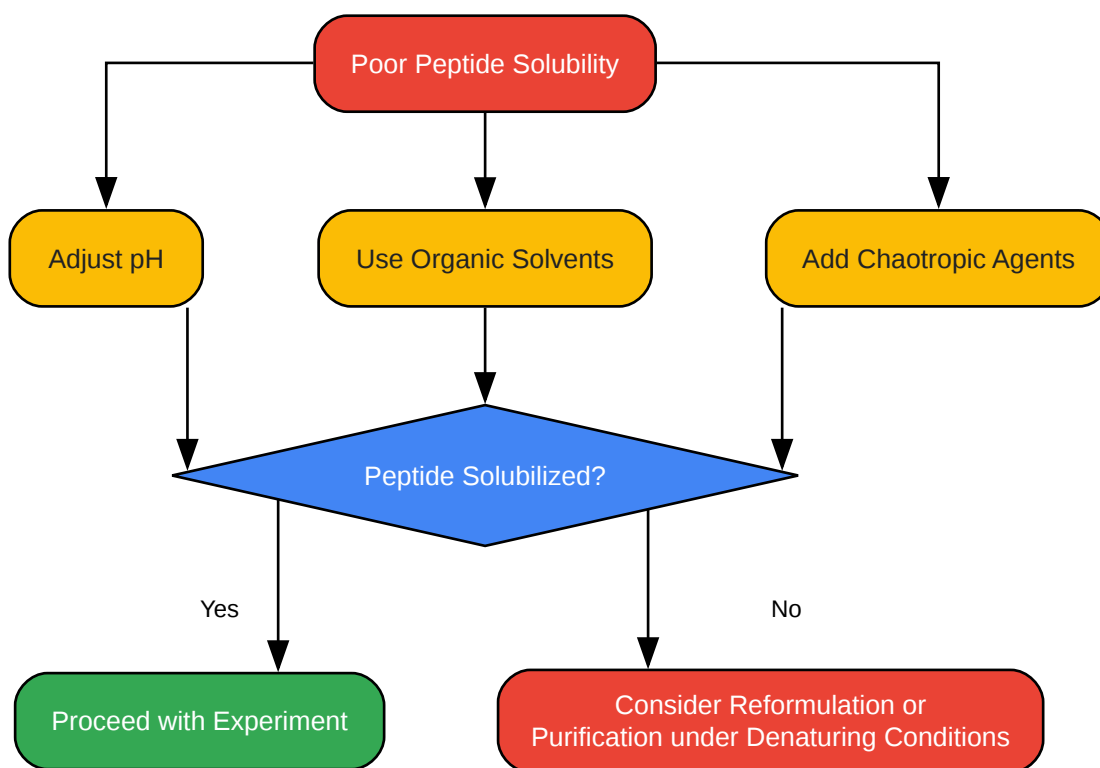 Poor Peptide Solubility
Adjust pH
Use Organic Solvents
Add Chaotropic Agents
Peptide Solubilized?
Yes
No
Proceed with Experiment
Consider Reformulation or
Purification under Denaturing Conditions